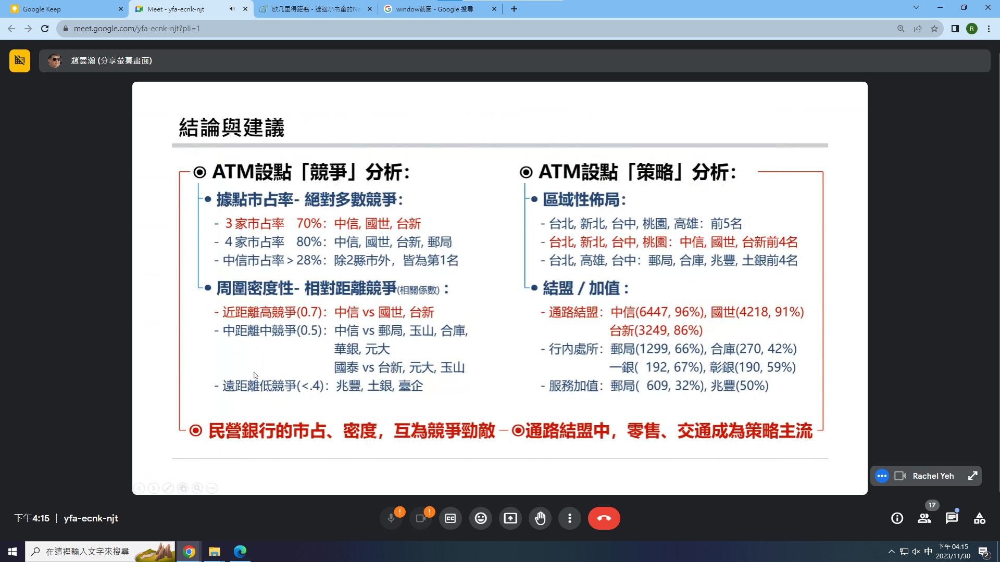 Google Keep
Meet - yfa-ecnk-njt
欧几里得距离 - 迷途小书童的No
window截圖 - Google 搜尋
meet.google.com/yfa-ecnk-njt?pli=1
R
趙雲瀚 (分享螢幕畫面)
結論與建議
ATM設點「競爭」分析：
據點市占率- 絕對多數競爭：
- 3 家市占率 70%：中信, 國世, 台新
- 4 家市占率 80%：中信, 國世, 台新, 郵局
- 中信市占率 > 28%：除2縣市外，皆為第1名
周圍密度性- 相對距離競爭(相關係數)：
- 近距離高競爭(0.7)：中信 vs 國世, 台新
- 中距離中競爭(0.5)：中信 vs 郵局, 玉山, 合庫,
華銀, 元大
國泰 vs 台新, 元大, 玉山
- 遠距離低競爭(<.4)：兆豐, 土銀, 臺企
ATM設點「策略」分析：
區域性佈局：
- 台北, 新北, 台中, 桃園, 高雄：前5名
- 台北, 新北, 台中, 桃園：中信, 國世, 台新前4名
- 台北, 高雄, 台中：郵局, 合庫, 兆豐, 土銀前4名
結盟 / 加值：
- 通路結盟：中信(6447, 96%), 國世(4218, 91%)
台新(3249, 86%)
- 行內處所：郵局(1299, 66%), 合庫(270, 42%)
一銀( 192, 67%), 彰銀(190, 59%)
- 服務加值：郵局( 609, 32%), 兆豐(50%)
民營銀行的市占、密度，互為競爭勁敵
通路結盟中，零售、交通成為策略主流
Rachel Yeh
下午4:15
yfa-ecnk-njt
17
在這裡輸入文字來搜尋
中
下午 04:15
2023/11/30
2